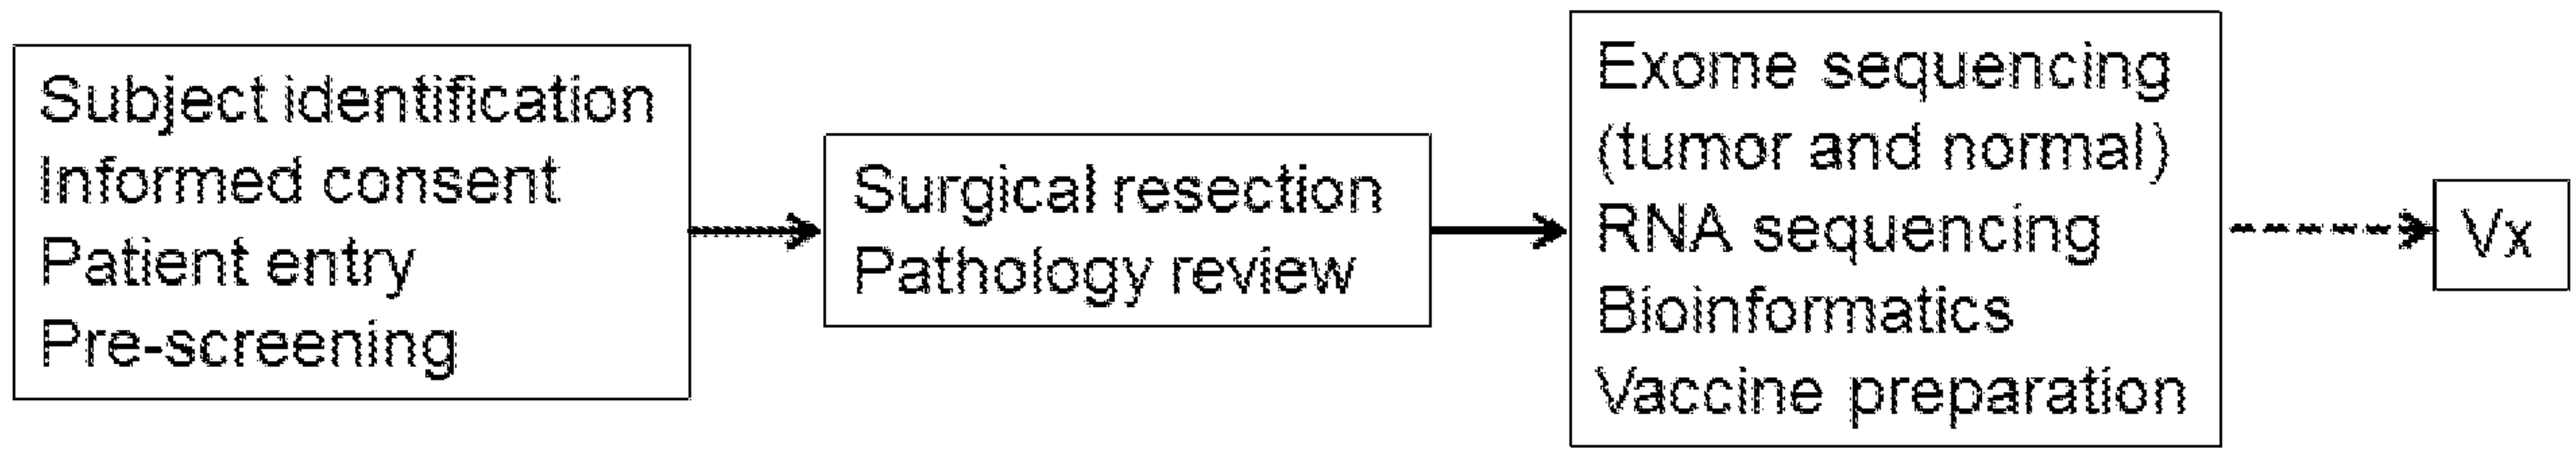 Subject identification
Informed consent
Patient entry
Pre-screening
Surgical resection
Pathology review
Exome sequencing
(tumor and normal)
RNA sequencing
Bioinformatics
Vaccine preparation
Vx